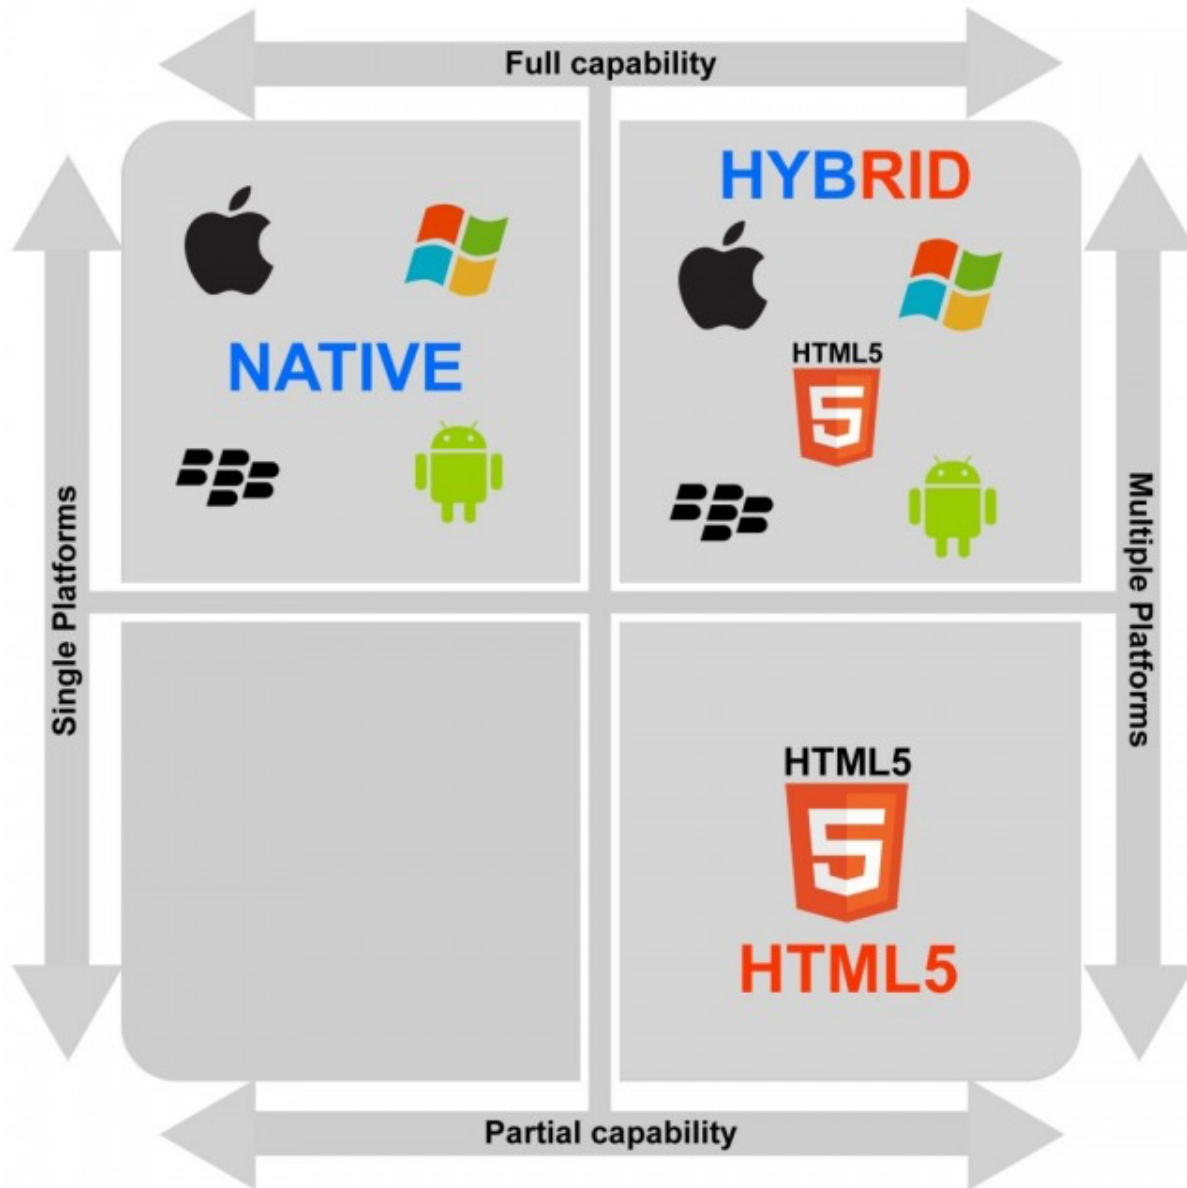 Full capability
HYBRID
HTML5
5
NATIVE
Single Platforms
Multiple Platforms
HTML5
5
HTML5
Partial capability